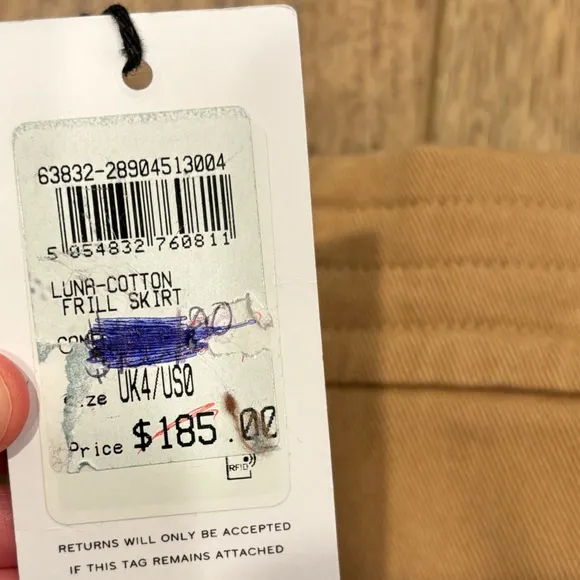 63832-28904513004
5 054832 760811
LUNA-COTTON
FRILL SKIRT
UK4/US0
Price $185.00
RFID
RETURNS WILL ONLY BE ACCEPTED
IF THIS TAG REMAINS ATTACHED